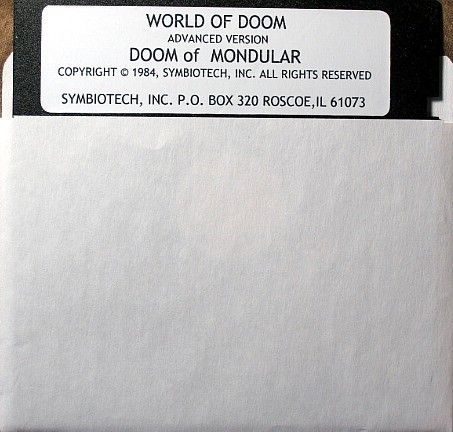 WORLD OF DOOM
ADVANCED VERSION
DOOM of MONDULAR
COPYRIGHT © 1984, SYMBIOTECH, INC. ALL RIGHTS RESERVED
SYMBIOTECH, INC. P.O. BOX 320 ROSCOE,IL 61073